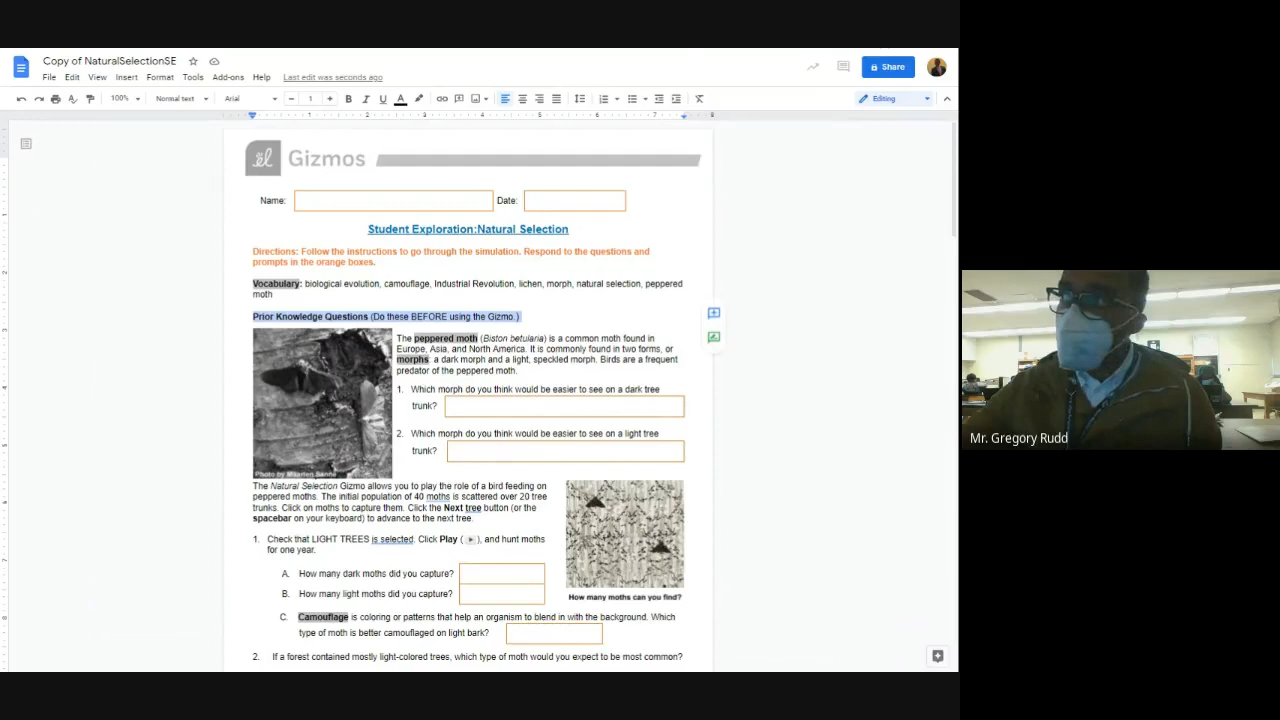 Copy of NaturalSelectionSE
File Edit View Insert Format Tools Add-ons Help Last edit was seconds ago
Share
100% Normal text Arial 1 Editing
Gizmos
Name: Date:
Student Exploration:Natural Selection
Directions: Follow the instructions to go through the simulation. Respond to the questions and
prompts in the orange boxes.
Vocabulary: biological evolution, camouflage, Industrial Revolution, lichen, morph, natural selection, peppered
moth
Prior Knowledge Questions (Do these BEFORE using the Gizmo.)
The peppered moth (Biston betularia) is a common moth found in
Europe, Asia, and North America. It is commonly found in two forms, or
morphs: a dark morph and a light, speckled morph. Birds are a frequent
predator of the peppered moth.
1. Which morph do you think would be easier to see on a dark tree
trunk?
2. Which morph do you think would be easier to see on a light tree
trunk?
Photo by Maarten Sanna
The Natural Selection Gizmo allows you to play the role of a bird feeding on
peppered moths. The initial population of 40 moths is scattered over 20 tree
trunks. Click on moths to capture them. Click the Next tree button (or the
spacebar on your keyboard) to advance to the next tree.
1. Check that LIGHT TREES is selected. Click Play ( ), and hunt moths
for one year.
A. How many dark moths did you capture?
B. How many light moths did you capture?
How many moths can you find?
C. Camouflage is coloring or patterns that help an organism to blend in with the background. Which
type of moth is better camouflaged on light bark?
2. If a forest contained mostly light-colored trees, which type of moth would you expect to be most common?
Mr. Gregory Rudd